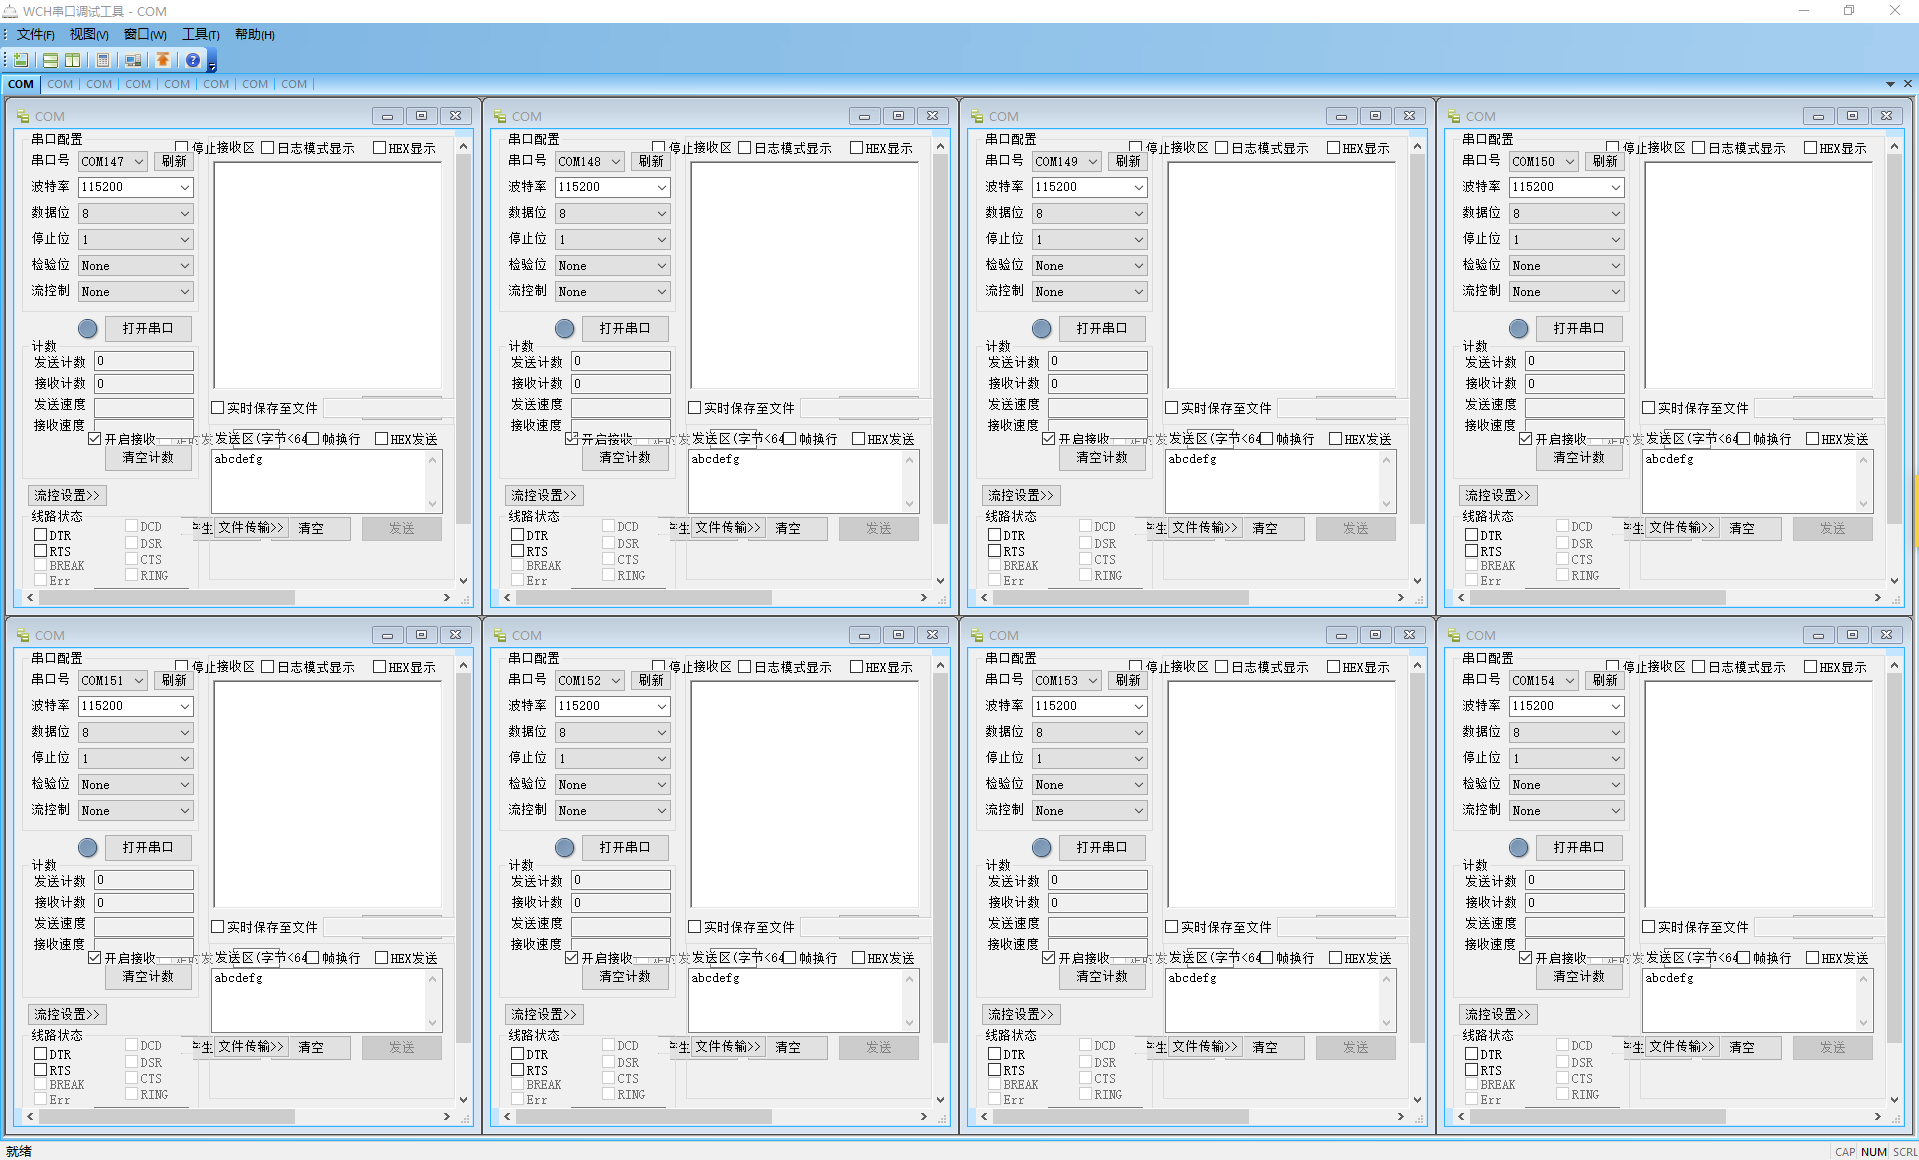 WCH串口调试工具 - COM
文件(F) 视图(V) 窗口(W) 工具(T) 帮助(H)
COM COM COM COM COM COM COM COM
COM
串口配置
停止接收区 日志模式显示 HEX显示
串口号 COM147 刷新
波特率 115200
数据位 8
停止位 1
检验位 None
流控制 None
打开串口
计数
发送计数 0
接收计数 0
发送速度
实时保存至文件
接收速度
开启接收 发送区(字节<64 帧换行 HEX发送
清空计数
abcdefg
流控设置>>
线路状态
DTR DCD
RTS DSR
BREAK CTS
Err RING
文件传输>> 清空 发送
COM
串口配置
停止接收区 日志模式显示 HEX显示
串口号 COM148 刷新
波特率 115200
数据位 8
停止位 1
检验位 None
流控制 None
打开串口
计数
发送计数 0
接收计数 0
发送速度
实时保存至文件
接收速度
开启接收 发送区(字节<64 帧换行 HEX发送
清空计数
abcdefg
流控设置>>
线路状态
DTR DCD
RTS DSR
BREAK CTS
Err RING
文件传输>> 清空 发送
COM
串口配置
停止接收区 日志模式显示 HEX显示
串口号 COM149 刷新
波特率 115200
数据位 8
停止位 1
检验位 None
流控制 None
打开串口
计数
发送计数 0
接收计数 0
发送速度
实时保存至文件
接收速度
开启接收 发送区(字节<64 帧换行 HEX发送
清空计数
abcdefg
流控设置>>
线路状态
DTR DCD
RTS DSR
BREAK CTS
Err RING
文件传输>> 清空 发送
COM
串口配置
停止接收区 日志模式显示 HEX显示
串口号 COM150 刷新
波特率 115200
数据位 8
停止位 1
检验位 None
流控制 None
打开串口
计数
发送计数 0
接收计数 0
发送速度
实时保存至文件
接收速度
开启接收 发送区(字节<64 帧换行 HEX发送
清空计数
abcdefg
流控设置>>
线路状态
DTR DCD
RTS DSR
BREAK CTS
Err RING
文件传输>> 清空 发送
COM
串口配置
停止接收区 日志模式显示 HEX显示
串口号 COM151 刷新
波特率 115200
数据位 8
停止位 1
检验位 None
流控制 None
打开串口
计数
发送计数 0
接收计数 0
发送速度
实时保存至文件
接收速度
开启接收 发送区(字节<64 帧换行 HEX发送
清空计数
abcdefg
流控设置>>
线路状态
DTR DCD
RTS DSR
BREAK CTS
Err RING
文件传输>> 清空 发送
COM
串口配置
停止接收区 日志模式显示 HEX显示
串口号 COM152 刷新
波特率 115200
数据位 8
停止位 1
检验位 None
流控制 None
打开串口
计数
发送计数 0
接收计数 0
发送速度
实时保存至文件
接收速度
开启接收 发送区(字节<64 帧换行 HEX发送
清空计数
abcdefg
流控设置>>
线路状态
DTR DCD
RTS DSR
BREAK CTS
Err RING
文件传输>> 清空 发送
COM
串口配置
停止接收区 日志模式显示 HEX显示
串口号 COM153 刷新
波特率 115200
数据位 8
停止位 1
检验位 None
流控制 None
打开串口
计数
发送计数 0
接收计数 0
发送速度
实时保存至文件
接收速度
开启接收 发送区(字节<64 帧换行 HEX发送
清空计数
abcdefg
流控设置>>
线路状态
DTR DCD
RTS DSR
BREAK CTS
Err RING
文件传输>> 清空 发送
COM
串口配置
停止接收区 日志模式显示 HEX显示
串口号 COM154 刷新
波特率 115200
数据位 8
停止位 1
检验位 None
流控制 None
打开串口
计数
发送计数 0
接收计数 0
发送速度
实时保存至文件
接收速度
开启接收 发送区(字节<64 帧换行 HEX发送
清空计数
abcdefg
流控设置>>
线路状态
DTR DCD
RTS DSR
BREAK CTS
Err RING
文件传输>> 清空 发送
就绪
CAP NUM SCRL